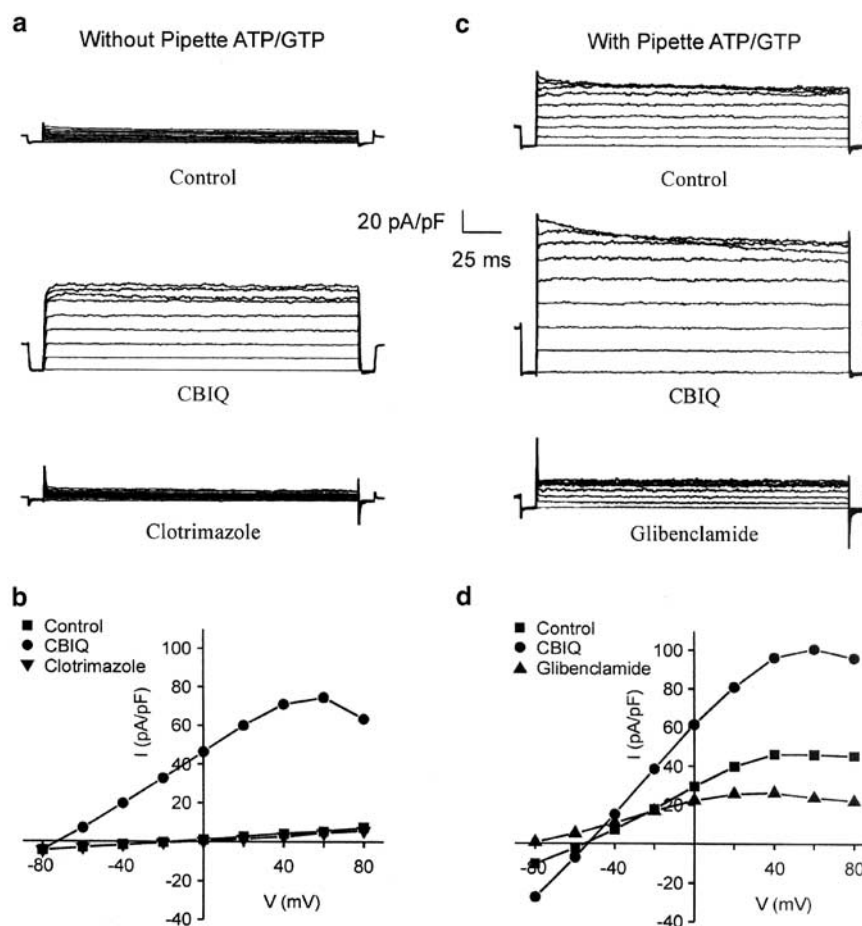 a
Without Pipette ATP/GTP
Control
CBIQ
Clotrimazole
c
With Pipette ATP/GTP
Control
20 pA/pF
25 ms
CBIQ
Glibenclamide
b
Control
CBIQ
Clotrimazole
I (pA/pF)
100
80
60
40
20
-80
-40
0
40
80
-20
-40
V (mV)
d
Control
CBIQ
Glibenclamide
I (pA/pF)
100
80
60
40
20
-80
-40
0
40
80
-20
-40
V (mV)